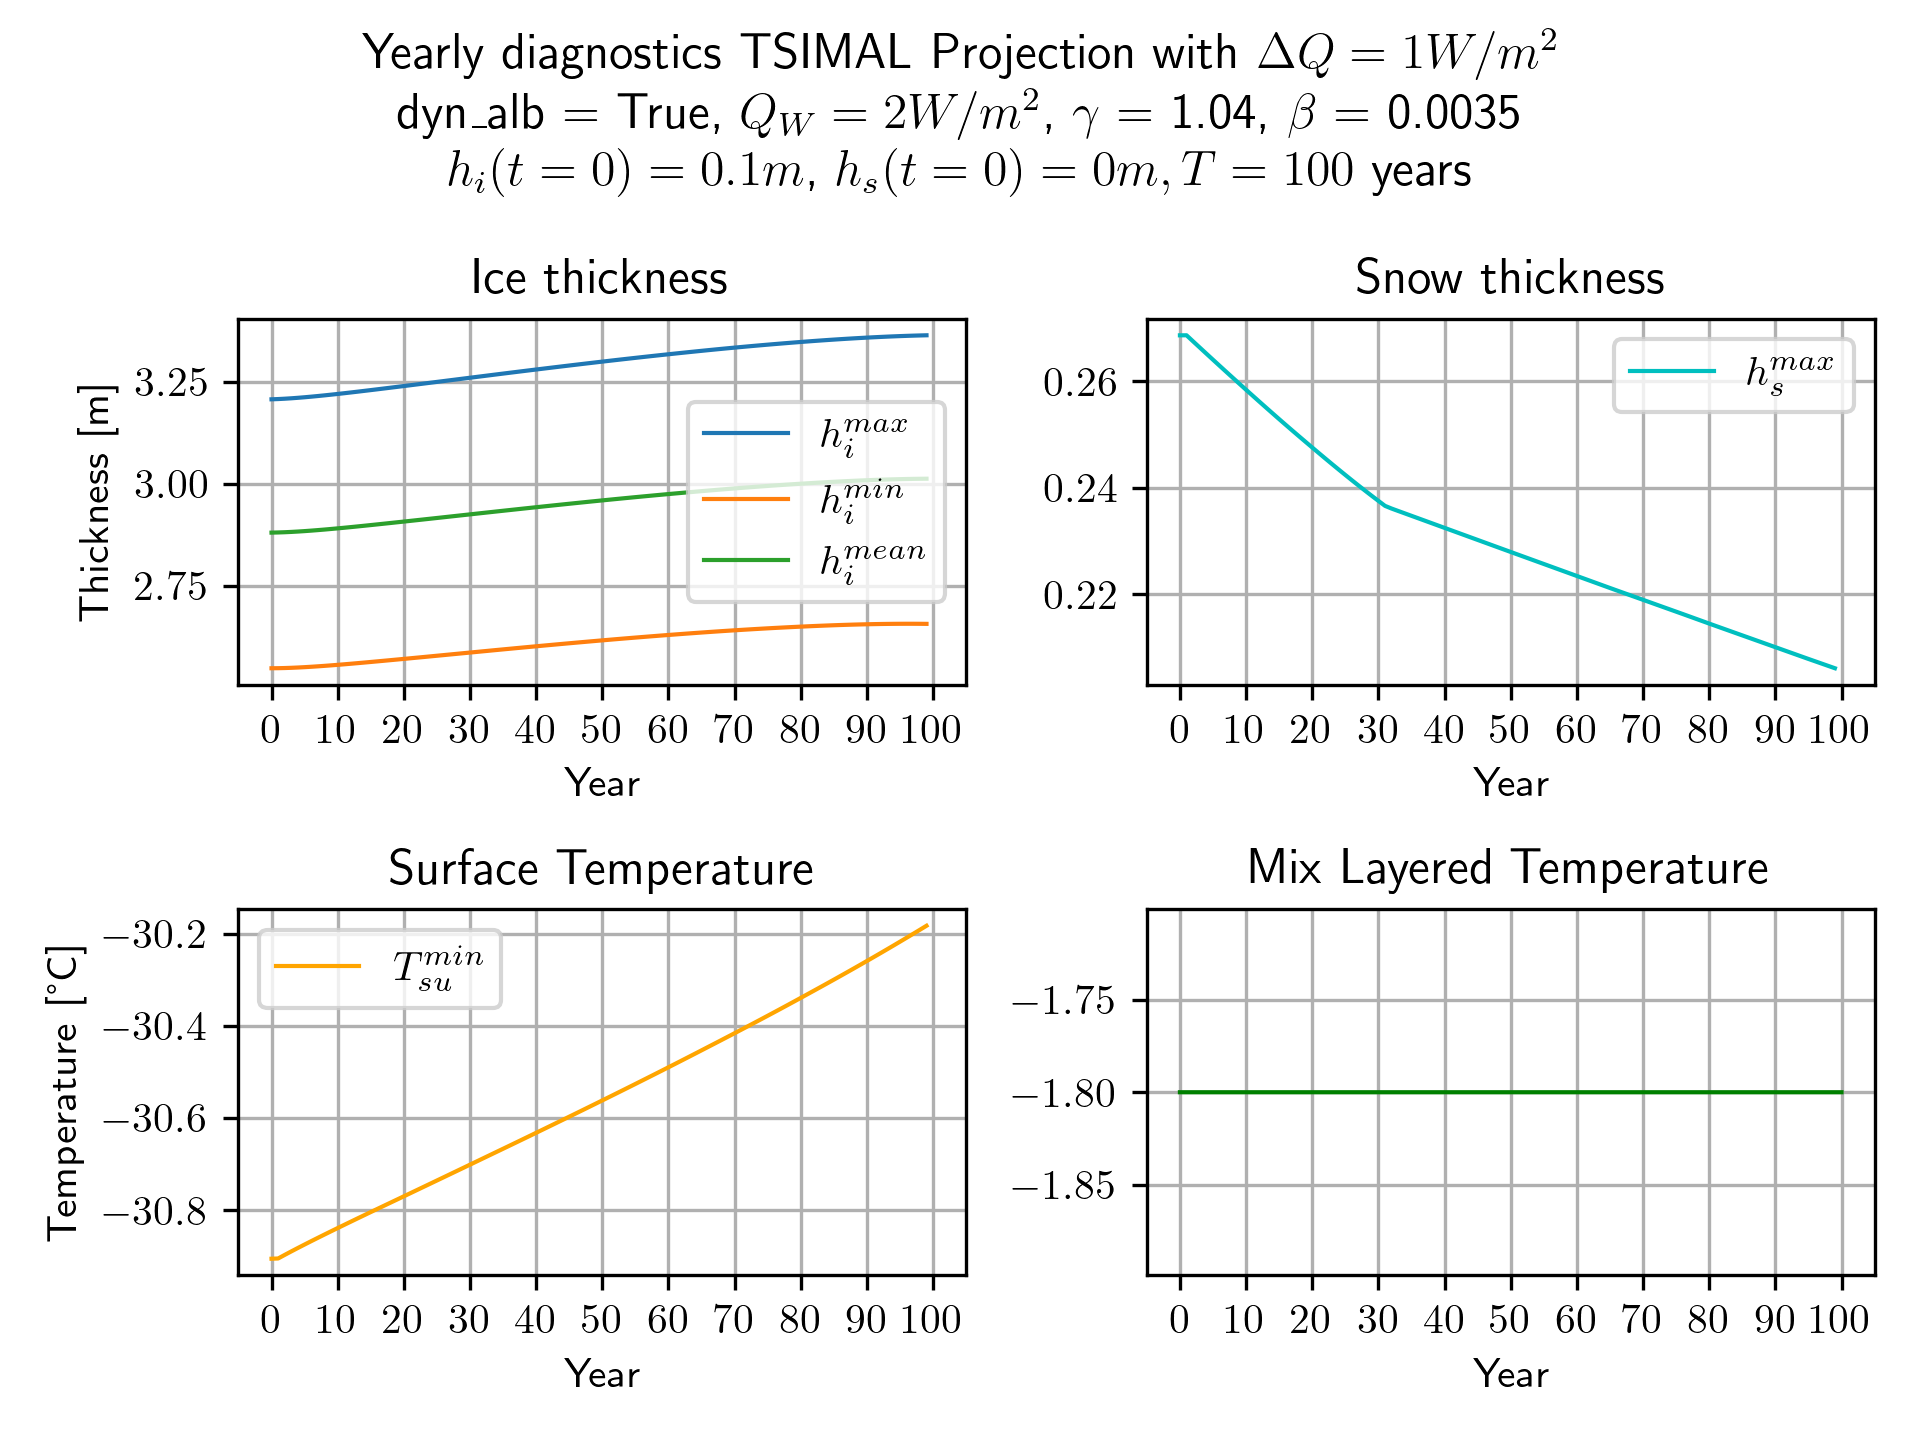 Yearly diagnostics TSIMAL Projection with ΔQ = 1W/m²
dyn_alb = True, Q_W = 2W/m², γ = 1.04, β = 0.0035
h_i(t = 0) = 0.1m, h_s(t = 0) = 0m, T = 100 years
Ice thickness
Thickness [m]
3.25
3.00
2.75
h_i^max
h_i^min
h_i^mean
0 10 20 30 40 50 60 70 80 90 100
Year
Snow thickness
0.26
0.24
0.22
h_s^max
0 10 20 30 40 50 60 70 80 90 100
Year
Surface Temperature
Temperature [°C]
−30.2
−30.4
−30.6
−30.8
T_su^min
0 10 20 30 40 50 60 70 80 90 100
Year
Mix Layered Temperature
−1.75
−1.80
−1.85
0 10 20 30 40 50 60 70 80 90 100
Year